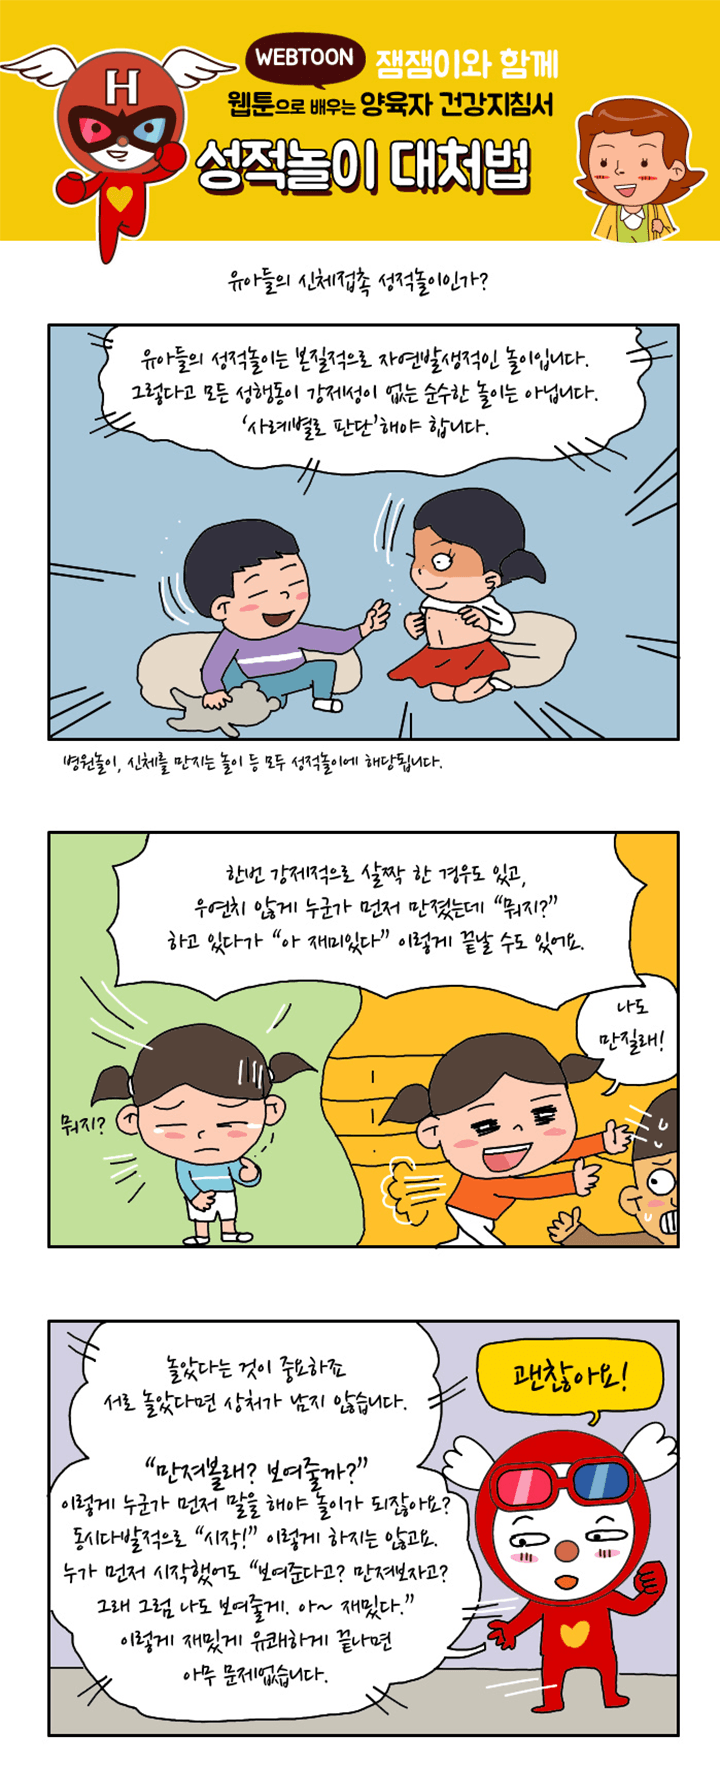 H
WEBTOON 잼잼이와 함께
웹툰으로 배우는 양육자 건강지침서
성적놀이 대처법
유아들의 신체접촉 성적놀이인가?
유아들의 성적놀이는 본질적으로 자연발생적인 놀이입니다.
그렇다고 모든 성행동이 강제성이 없는 순수한 놀이는 아닙니다.
‘사례별로 판단’해야 합니다.
병원놀이, 신체를 만지는 놀이 등 모두 성적놀이에 해당됩니다.
한번 강제적으로 살짝 한 경우도 있고,
우연치 않게 누군가 먼저 만졌는데 “뭐지?”
하고 있다가 “아 재미있다” 이렇게 끝날 수도 있어요.
나도
만질래!
뭐지?
놀았다는 것이 중요하죠
서로 놀았다면 상처가 남지 않습니다.
괜찮아요!
“만져볼래? 보여줄까?”
이렇게 누군가 먼저 말을 해야 놀이가 되잖아요?
동시다발적으로 “시작!” 이렇게 하지는 않고요.
누가 먼저 시작했어도 “보여준다고? 만져보자고?
그래 그럼 나도 보여줄게. 아~ 재밌다.”
이렇게 재밌게 유쾌하게 끝나면
아무 문제없습니다.